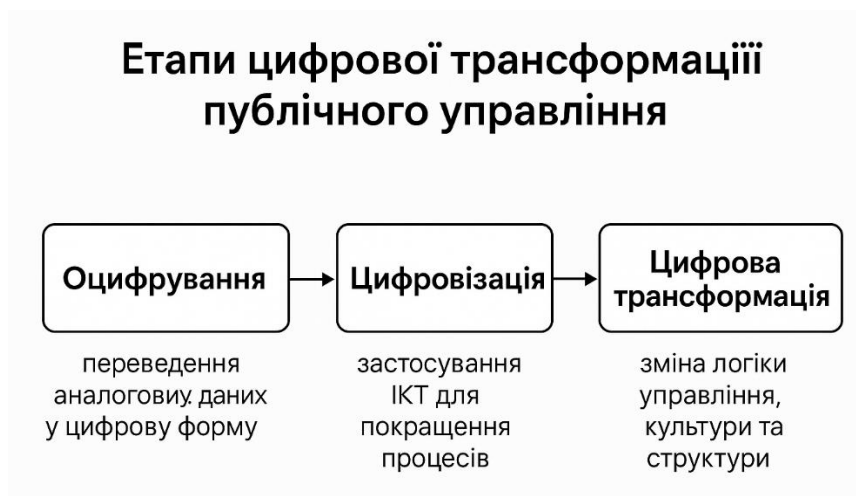 Етапи цифрової трансформаціїї
публічного управління
Оцифрування
Цифровізація
Цифрова
трансформація
переведення
аналогових даних
у цифрову форму
застосування
ІКТ для
покращення
процесів
зміна логіки
управління,
культури та
структури